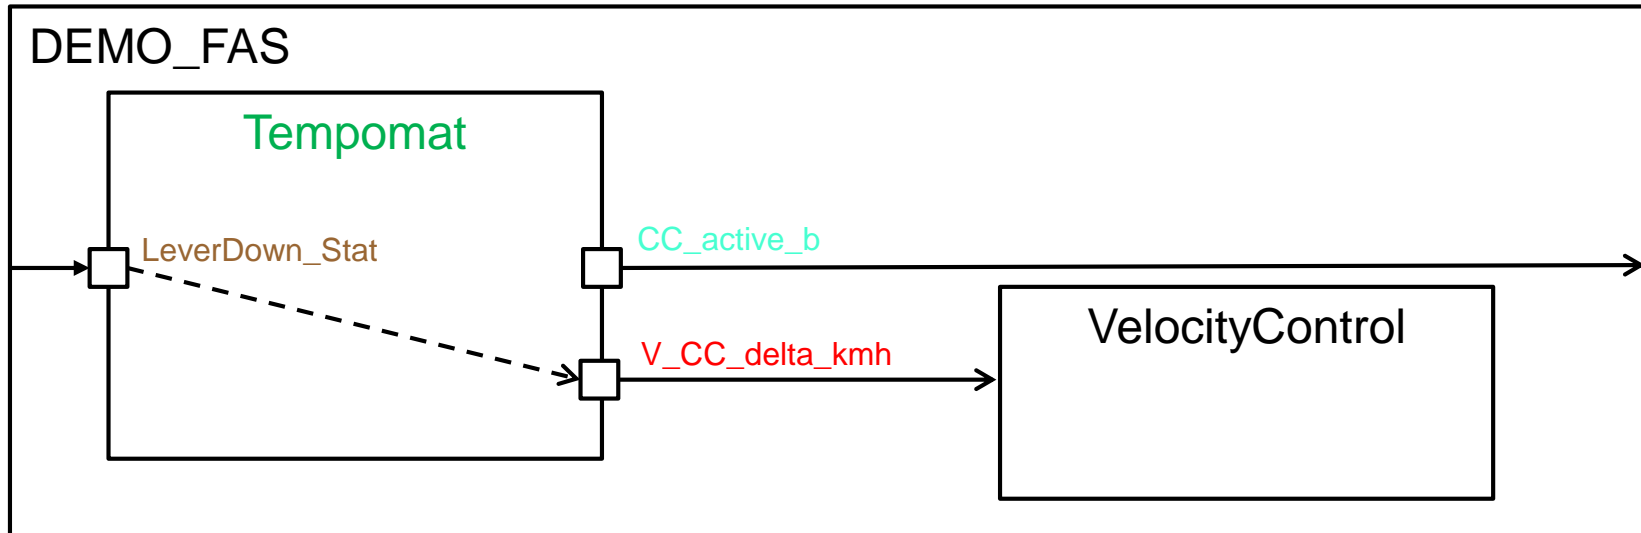 DEMO_FAS
Tempomat
LeverDown_Stat
CC_active_b
V_CC_delta_kmh
VelocityControl